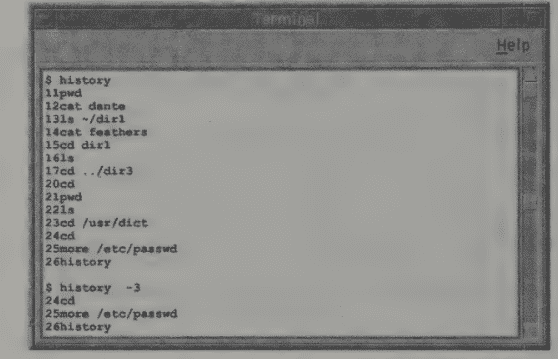 Terminal
Help
$ history
11pwd
12cat dante
13ls ~/dir1
14cat feathers
15cd dir1
16ls
17cd ../dir3
20cd
21pwd
22ls
23cd /usr/dict
24cd
25more /etc/passwd
26history
$ history -3
24cd
25more /etc/passwd
26history